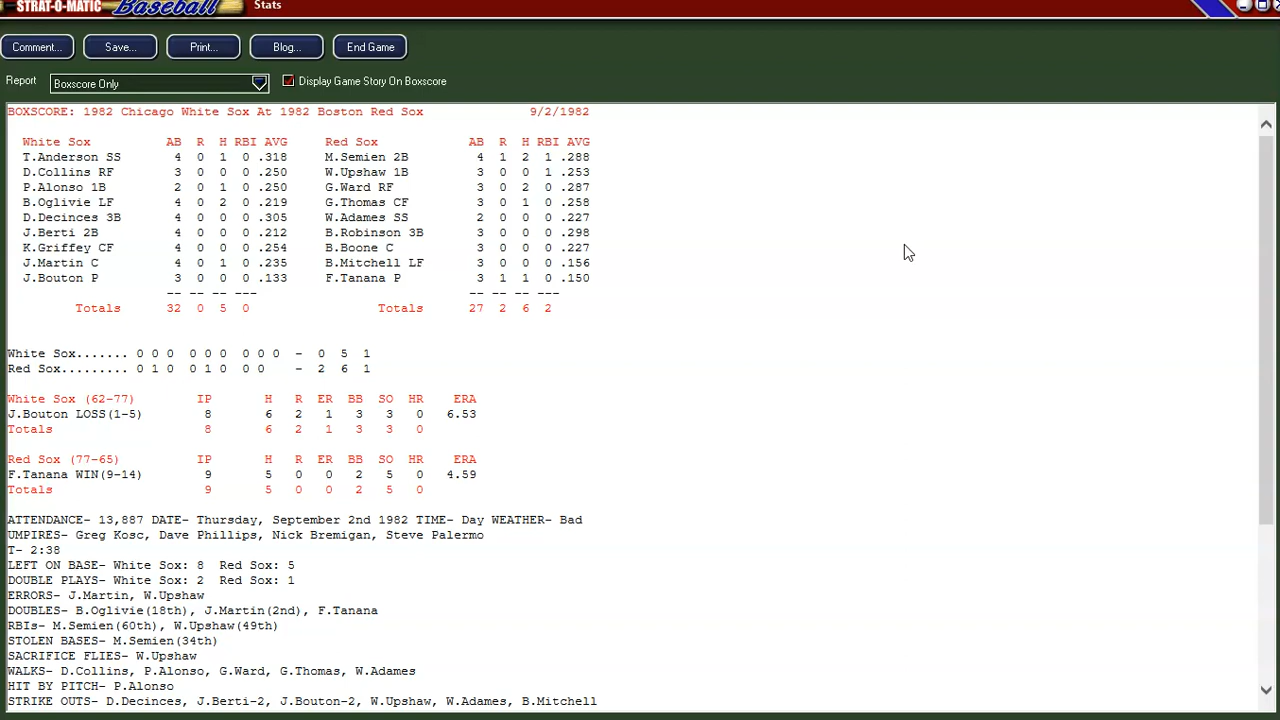 STRAT-O-MATIC Baseball Stats
Comment... Save... Print... Blog... End Game
Report Boxscore Only Display Game Story On Boxscore
BOXSCORE: 1982 Chicago White Sox At 1982 Boston Red Sox 9/2/1982
White Sox AB R H RBI AVG Red Sox AB R H RBI AVG
T.Anderson SS 4 0 1 0 .318 M.Semien 2B 4 1 2 1 .288
D.Collins RF 3 0 0 0 .250 W.Upshaw 1B 3 0 0 1 .253
P.Alonso 1B 2 0 1 0 .250 G.Ward RF 3 0 2 0 .287
B.Oglivie LF 4 0 2 0 .219 G.Thomas CF 3 0 1 0 .258
D.Decinces 3B 4 0 0 0 .305 W.Adames SS 2 0 0 0 .227
J.Berti 2B 4 0 0 0 .212 B.Robinson 3B 3 0 0 0 .298
K.Griffey CF 4 0 0 0 .254 B.Boone C 3 0 0 0 .227
J.Martin C 4 0 1 0 .235 B.Mitchell LF 3 0 0 0 .156
J.Bouton P 3 0 0 0 .133 F.Tanana P 3 1 1 0 .150
-- -- -- --- -- -- -- ---
Totals 32 0 5 0 Totals 27 2 6 2
White Sox....... 0 0 0 0 0 0 0 0 0 - 0 5 1
Red Sox......... 0 1 0 0 1 0 0 0 - 2 6 1
White Sox (62-77) IP H R ER BB SO HR ERA
J.Bouton LOSS(1-5) 8 6 2 1 3 3 0 6.53
Totals 8 6 2 1 3 3 0
Red Sox (77-65) IP H R ER BB SO HR ERA
F.Tanana WIN(9-14) 9 5 0 0 2 5 0 4.59
Totals 9 5 0 0 2 5 0
ATTENDANCE- 13,887 DATE- Thursday, September 2nd 1982 TIME- Day WEATHER- Bad
UMPIRES- Greg Kosc, Dave Phillips, Nick Bremigan, Steve Palermo
T- 2:38
LEFT ON BASE- White Sox: 8 Red Sox: 5
DOUBLE PLAYS- White Sox: 2 Red Sox: 1
ERRORS- J.Martin, W.Upshaw
DOUBLES- B.Oglivie(18th), J.Martin(2nd), F.Tanana
RBIs- M.Semien(60th), W.Upshaw(49th)
STOLEN BASES- M.Semien(34th)
SACRIFICE FLIES- W.Upshaw
WALKS- D.Collins, P.Alonso, G.Ward, G.Thomas, W.Adames
HIT BY PITCH- P.Alonso
STRIKE OUTS- D.Decinces, J.Berti-2, J.Bouton-2, W.Upshaw, W.Adames, B.Mitchell